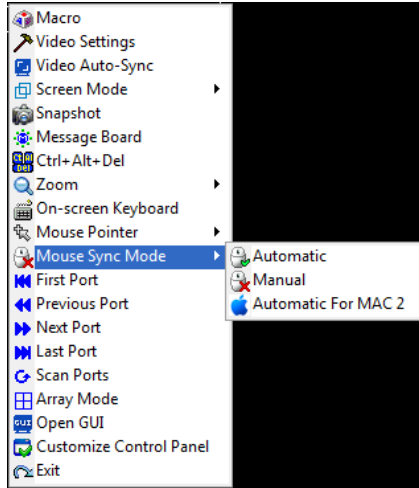 Macro
Video Settings
Video Auto-Sync
Screen Mode
Snapshot
Message Board
Ctrl+Alt+Del
Zoom
On-screen Keyboard
Mouse Pointer
Mouse Sync Mode
Automatic
Manual
Automatic For MAC 2
First Port
Previous Port
Next Port
Last Port
Scan Ports
Array Mode
GUI Open GUI
Customize Control Panel
Exit